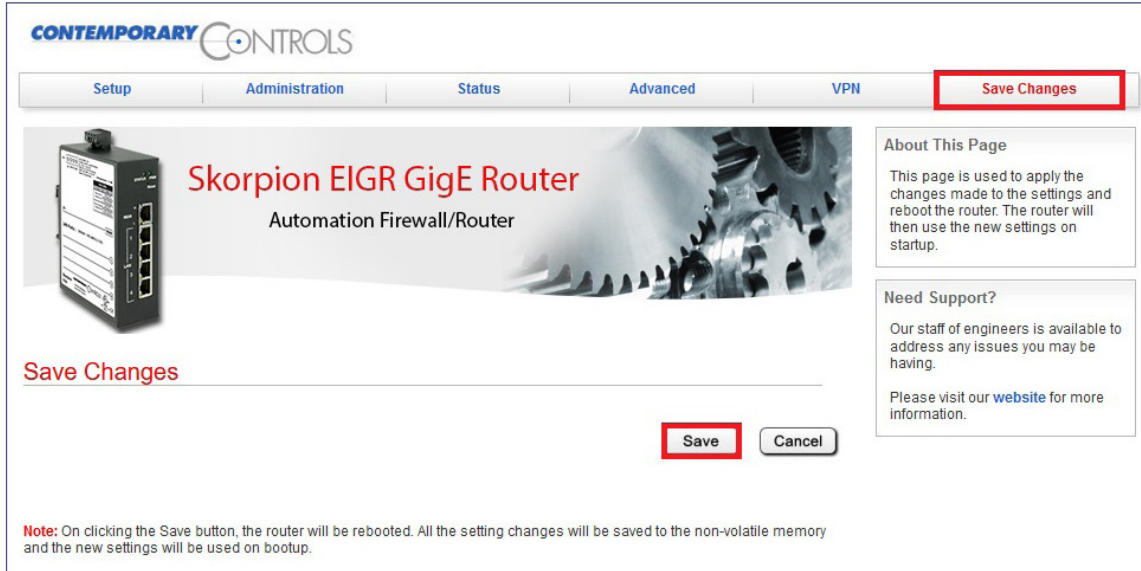 CONTEMPORARY CONTROLS
Setup
Administration
Status
Advanced
VPN
Save Changes
Skorpion EIGR GigE Router
Automation Firewall/Router
About This Page
This page is used to apply the
changes made to the settings and
reboot the router. The router will
then use the new settings on
startup.
Need Support?
Our staff of engineers is available to
address any issues you may be
having.
Please visit our website for more
information.
Save Changes
Save
Cancel
Note: On clicking the Save button, the router will be rebooted. All the setting changes will be saved to the non-volatile memory
and the new settings will be used on bootup.